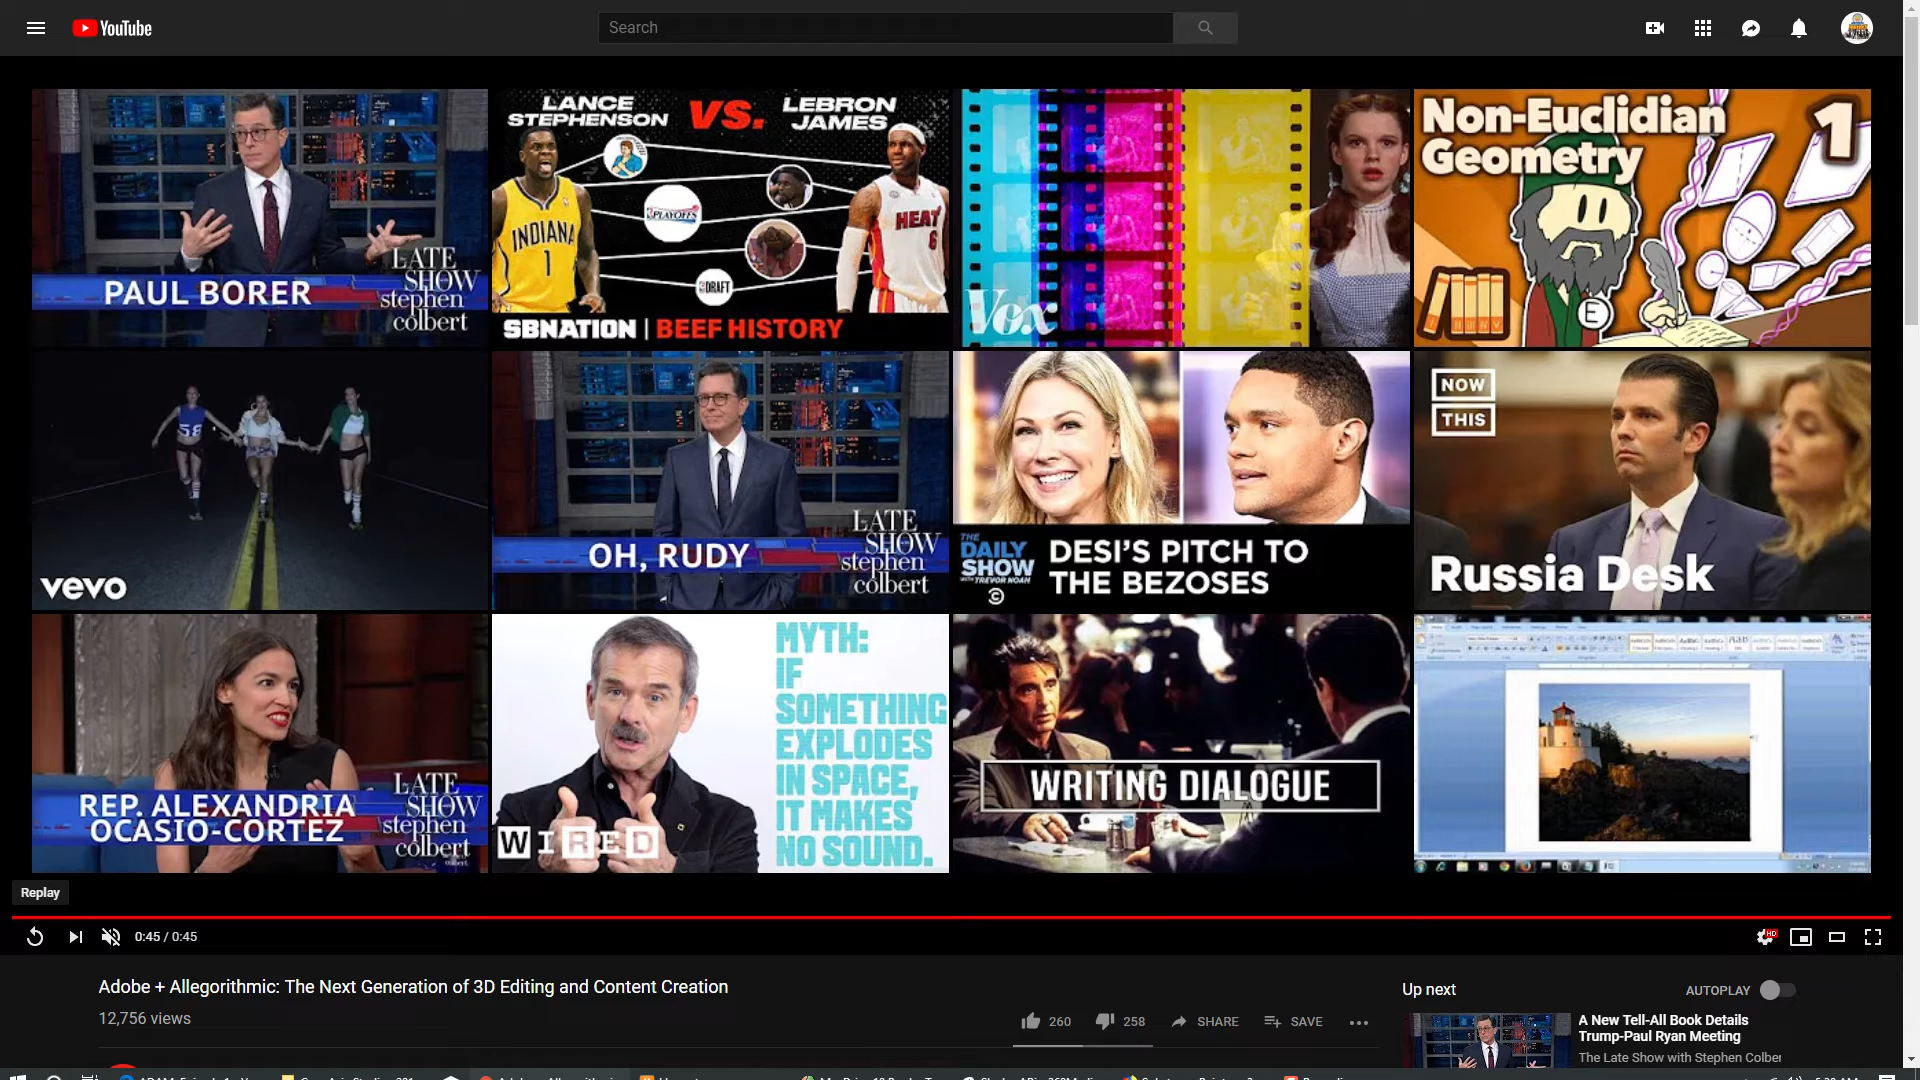 YouTube
Search
PAUL BORER
LATE
SHOW
stephen
colbert
LANCE
STEPHENSON
VS.
LEBRON
JAMES
PLAYOFFS
INDIANA
1
HEAT
6
DRAFT
SBNATION | BEEF HISTORY
Vox
Non-Euclidian
Geometry
1
E
58
vevo
OH, RUDY
LATE
SHOW
stephen
colbert
THE
DAILY
SHOW
WITH TREVOR NOAH
DESI'S PITCH TO
THE BEZOSES
NOW
THIS
Russia Desk
REP. ALEXANDRIA
OCASIO-CORTEZ
LATE
SHOW
stephen
colbert
MYTH:
IF
SOMETHING
EXPLODES
IN SPACE,
IT MAKES
NO SOUND.
WIRED
WRITING DIALOGUE
Replay
0:45 / 0:45
HD
Adobe + Allegorithmic: The Next Generation of 3D Editing and Content Creation
12,756 views
260
258
SHARE
SAVE
Up next
AUTOPLAY
A New Tell-All Book Details
Trump-Paul Ryan Meeting
The Late Show with Stephen Colber